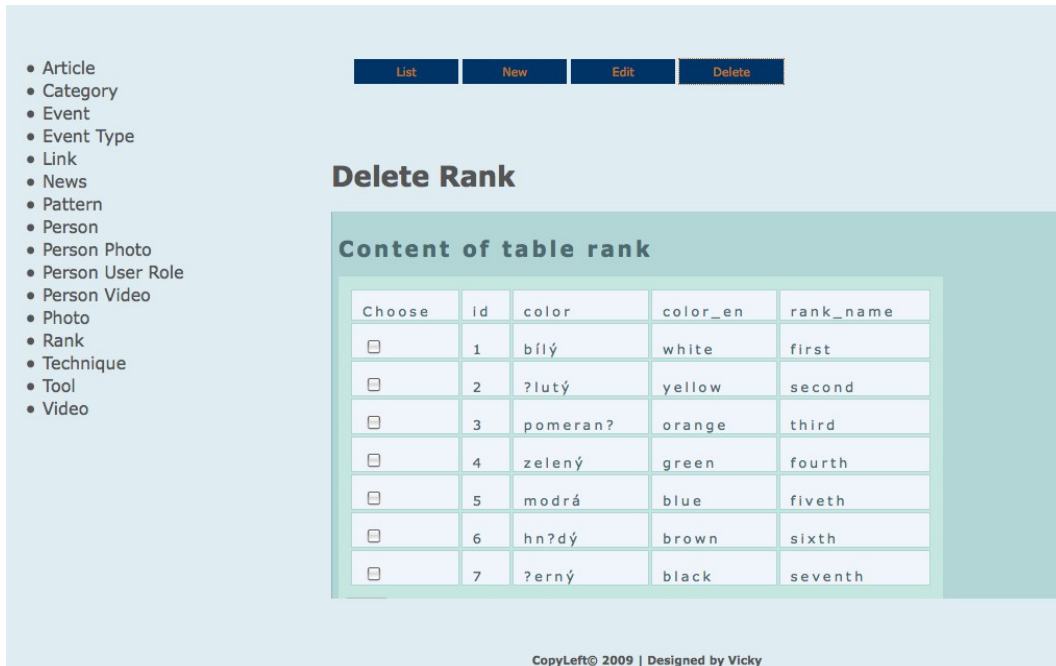 Article
Category
Event
Event Type
Link
News
Pattern
Person
Person Photo
Person User Role
Person Video
Photo
Rank
Technique
Tool
Video
List New Edit Delete
Delete Rank
Content of table rank
Choose id color color_en rank_name
1 bílý white first
2 ?lutý yellow second
3 pomeran? orange third
4 zelený green fourth
5 modrá blue fiveth
6 hn?dý brown sixth
7 ?erný black seventh
CopyLeft© 2009 | Designed by Vicky